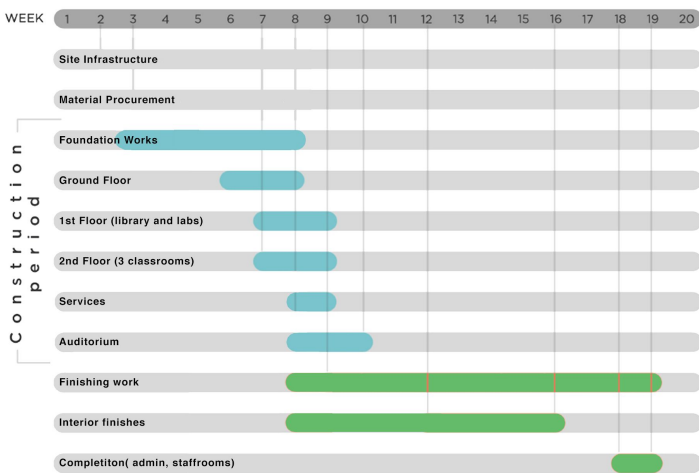 WEEK 1 2 3 4 5 6 7 8 9 10 11 12 13 14 15 16 17 18 19 20
Site Infrastructure
Material Procurement
Construction
period
Foundation Works
Ground Floor
1st Floor (library and labs)
2nd Floor (3 classrooms)
Services
Auditorium
Finishing work
Interior finishes
Completiton( admin, staffrooms)